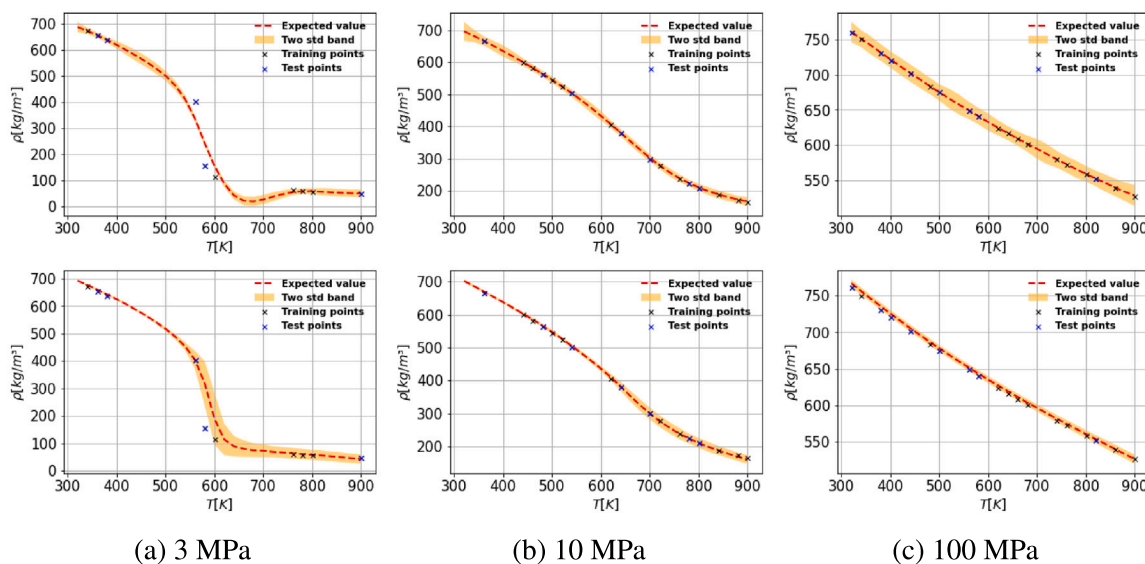 ρ[kg/m³]
700
600
500
400
300
200
100
0
Expected value
Two std band
Training points
Test points
300 400 500 600 700 800 900
T[K]
ρ[kg/m³]
700
600
500
400
300
200
Expected value
Two std band
Training points
Test points
300 400 500 600 700 800 900
T[K]
ρ[kg/m³]
750
700
650
600
550
Expected value
Two std band
Training points
Test points
300 400 500 600 700 800 900
T[K]
ρ[kg/m³]
700
600
500
400
300
200
100
0
Expected value
Two std band
Training points
Test points
300 400 500 600 700 800 900
T[K]
ρ[kg/m³]
700
600
500
400
300
200
Expected value
Two std band
Training points
Test points
300 400 500 600 700 800 900
T[K]
ρ[kg/m³]
750
700
650
600
550
Expected value
Two std band
Training points
Test points
300 400 500 600 700 800 900
T[K]
(a) 3 MPa
(b) 10 MPa
(c) 100 MPa